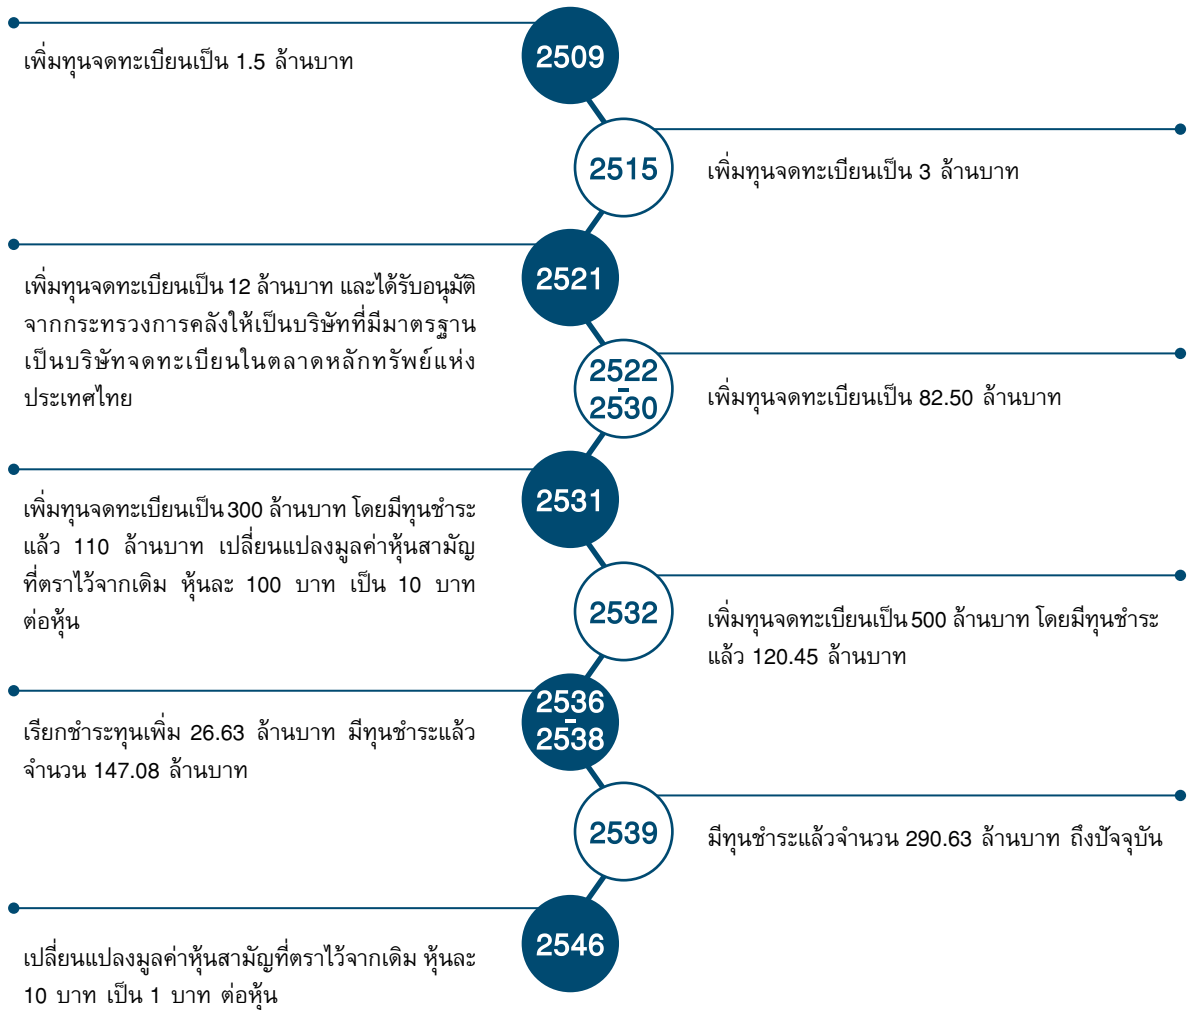 2509
เพิ่มทุนจดทะเบียนเป็น 1.5 ล้านบาท
2515
เพิ่มทุนจดทะเบียนเป็น 3 ล้านบาท
2521
เพิ่มทุนจดทะเบียนเป็น 12 ล้านบาท และได้รับอนุมัติ
จากกระทรวงการคลังให้เป็นบริษัทที่มีมาตรฐาน
เป็นบริษัทจดทะเบียนในตลาดหลักทรัพย์แห่ง
ประเทศไทย
2522
-
2530
เพิ่มทุนจดทะเบียนเป็น 82.50 ล้านบาท
2531
เพิ่มทุนจดทะเบียนเป็น 300 ล้านบาท โดยมีทุนชำระ
แล้ว 110 ล้านบาท เปลี่ยนแปลงมูลค่าหุ้นสามัญ
ที่ตราไว้จากเดิม หุ้นละ 100 บาท เป็น 10 บาท
ต่อหุ้น
2532
เพิ่มทุนจดทะเบียนเป็น 500 ล้านบาท โดยมีทุนชำระ
แล้ว 120.45 ล้านบาท
2536
-
2538
เรียกชำระทุนเพิ่ม 26.63 ล้านบาท มีทุนชำระแล้ว
จำนวน 147.08 ล้านบาท
2539
มีทุนชำระแล้วจำนวน 290.63 ล้านบาท ถึงปัจจุบัน
2546
เปลี่ยนแปลงมูลค่าหุ้นสามัญที่ตราไว้จากเดิม หุ้นละ
10 บาท เป็น 1 บาท ต่อหุ้น